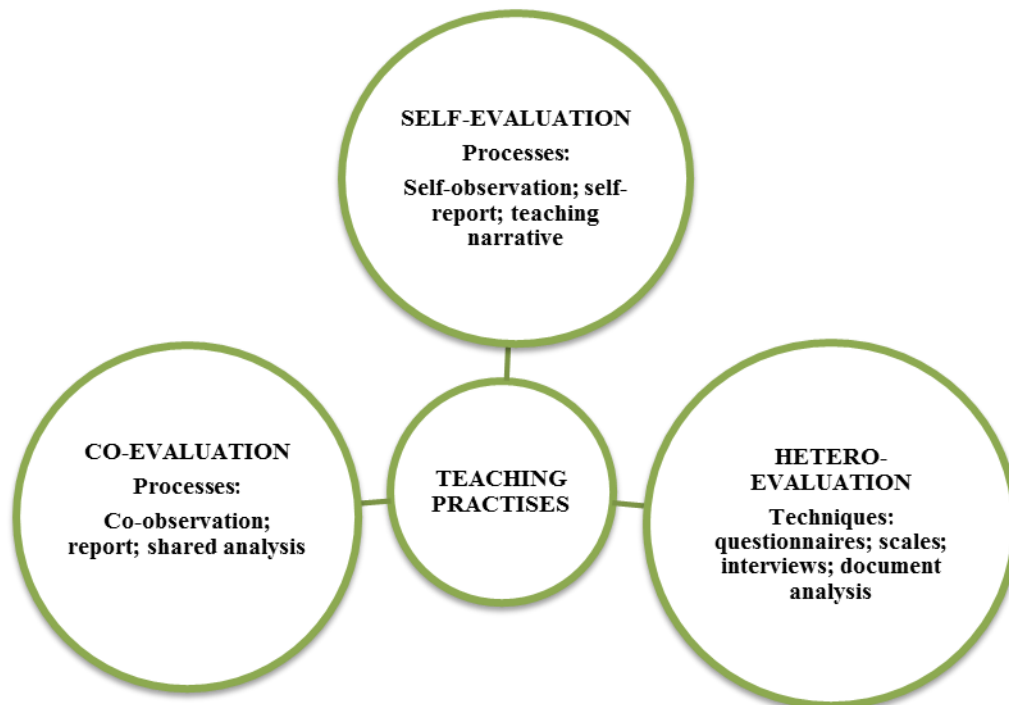 SELF-EVALUATION
Processes:
Self-observation; self-
report; teaching
narrative
CO-EVALUATION
Processes:
Co-observation;
report; shared analysis
TEACHING
PRACTISES
HETERO-
EVALUATION
Techniques:
questionnaires; scales;
interviews; document
analysis